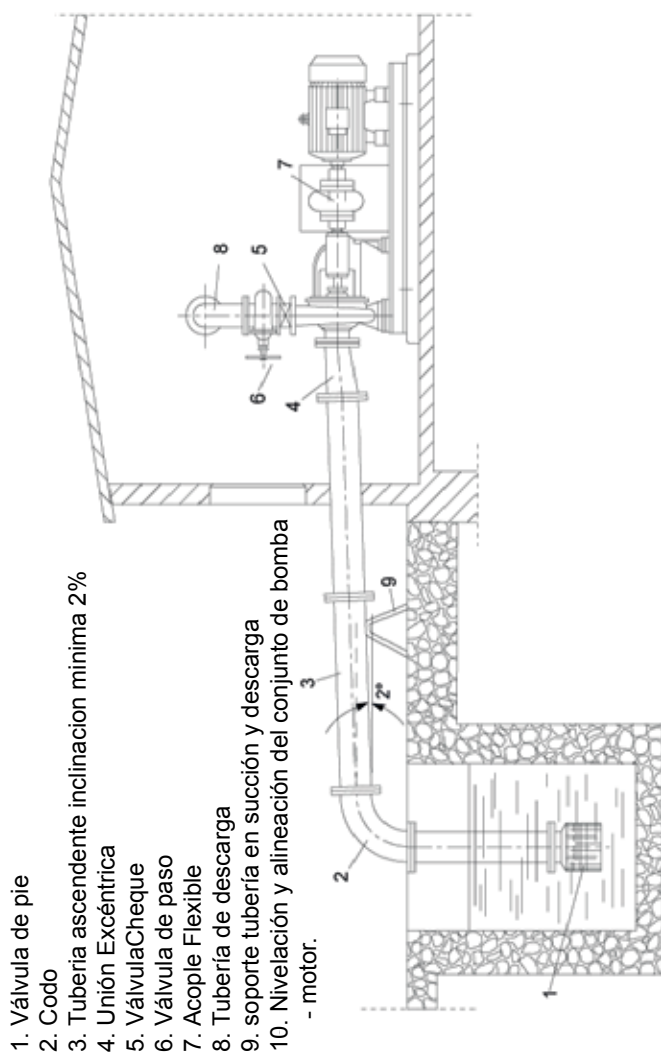 1. Válvula de pie
2. Codo
3. Tuberia ascendente inclinacion minima 2%
4. Unión Excéntrica
5. VálvulaCheque
6. Válvula de paso
7. Acople Flexible
8. Tubería de descarga
9. soporte tubería en succión y descarga
10. Nivelación y alineación del conjunto de bomba
- motor.
1
2
3
2º
9
4
6
5
8
7